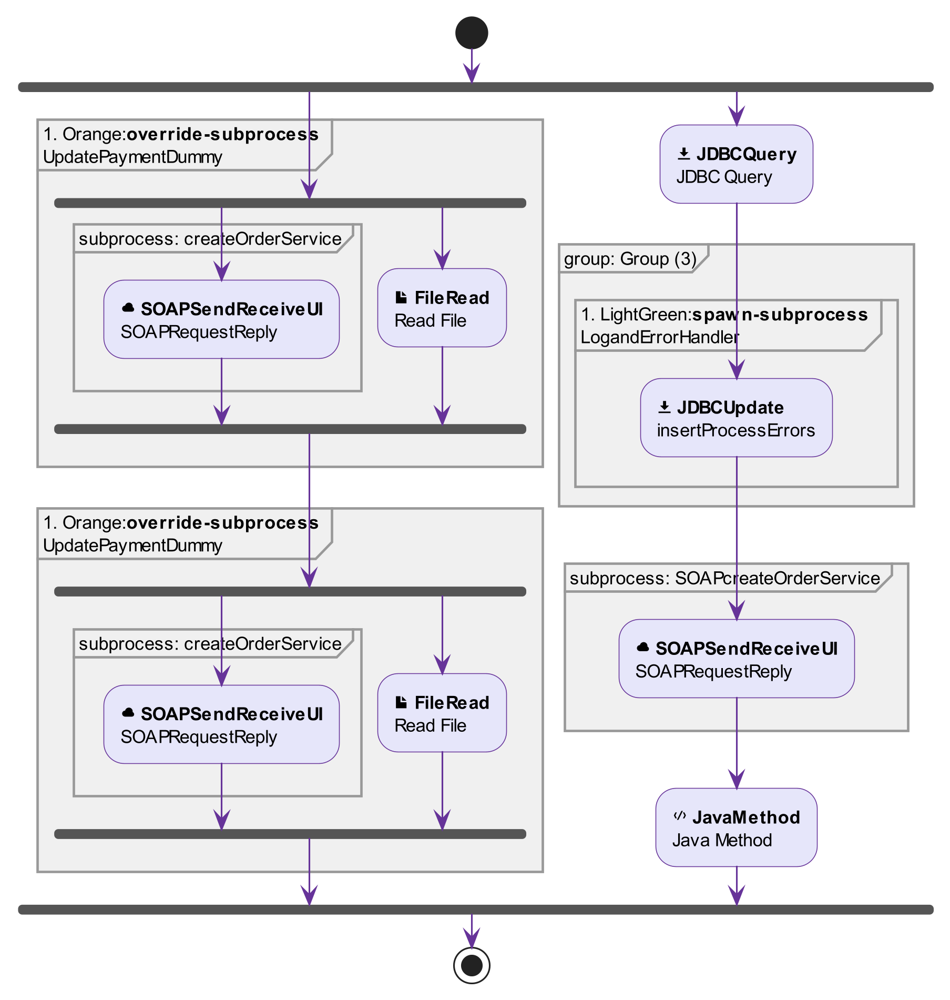 1. Orange:override-subprocess
UpdatePaymentDummy
subprocess: createOrderService
SOAPSendReceiveUI
SOAPRequestReply
FileRead
Read File
1. Orange:override-subprocess
UpdatePaymentDummy
subprocess: createOrderService
SOAPSendReceiveUI
SOAPRequestReply
FileRead
Read File
JDBCQuery
JDBC Query
group: Group (3)
1. LightGreen:spawn-subprocess
LogandErrorHandler
JDBCUpdate
insertProcessErrors
subprocess: SOAPcreateOrderService
SOAPSendReceiveUI
SOAPRequestReply
JavaMethod
Java Method